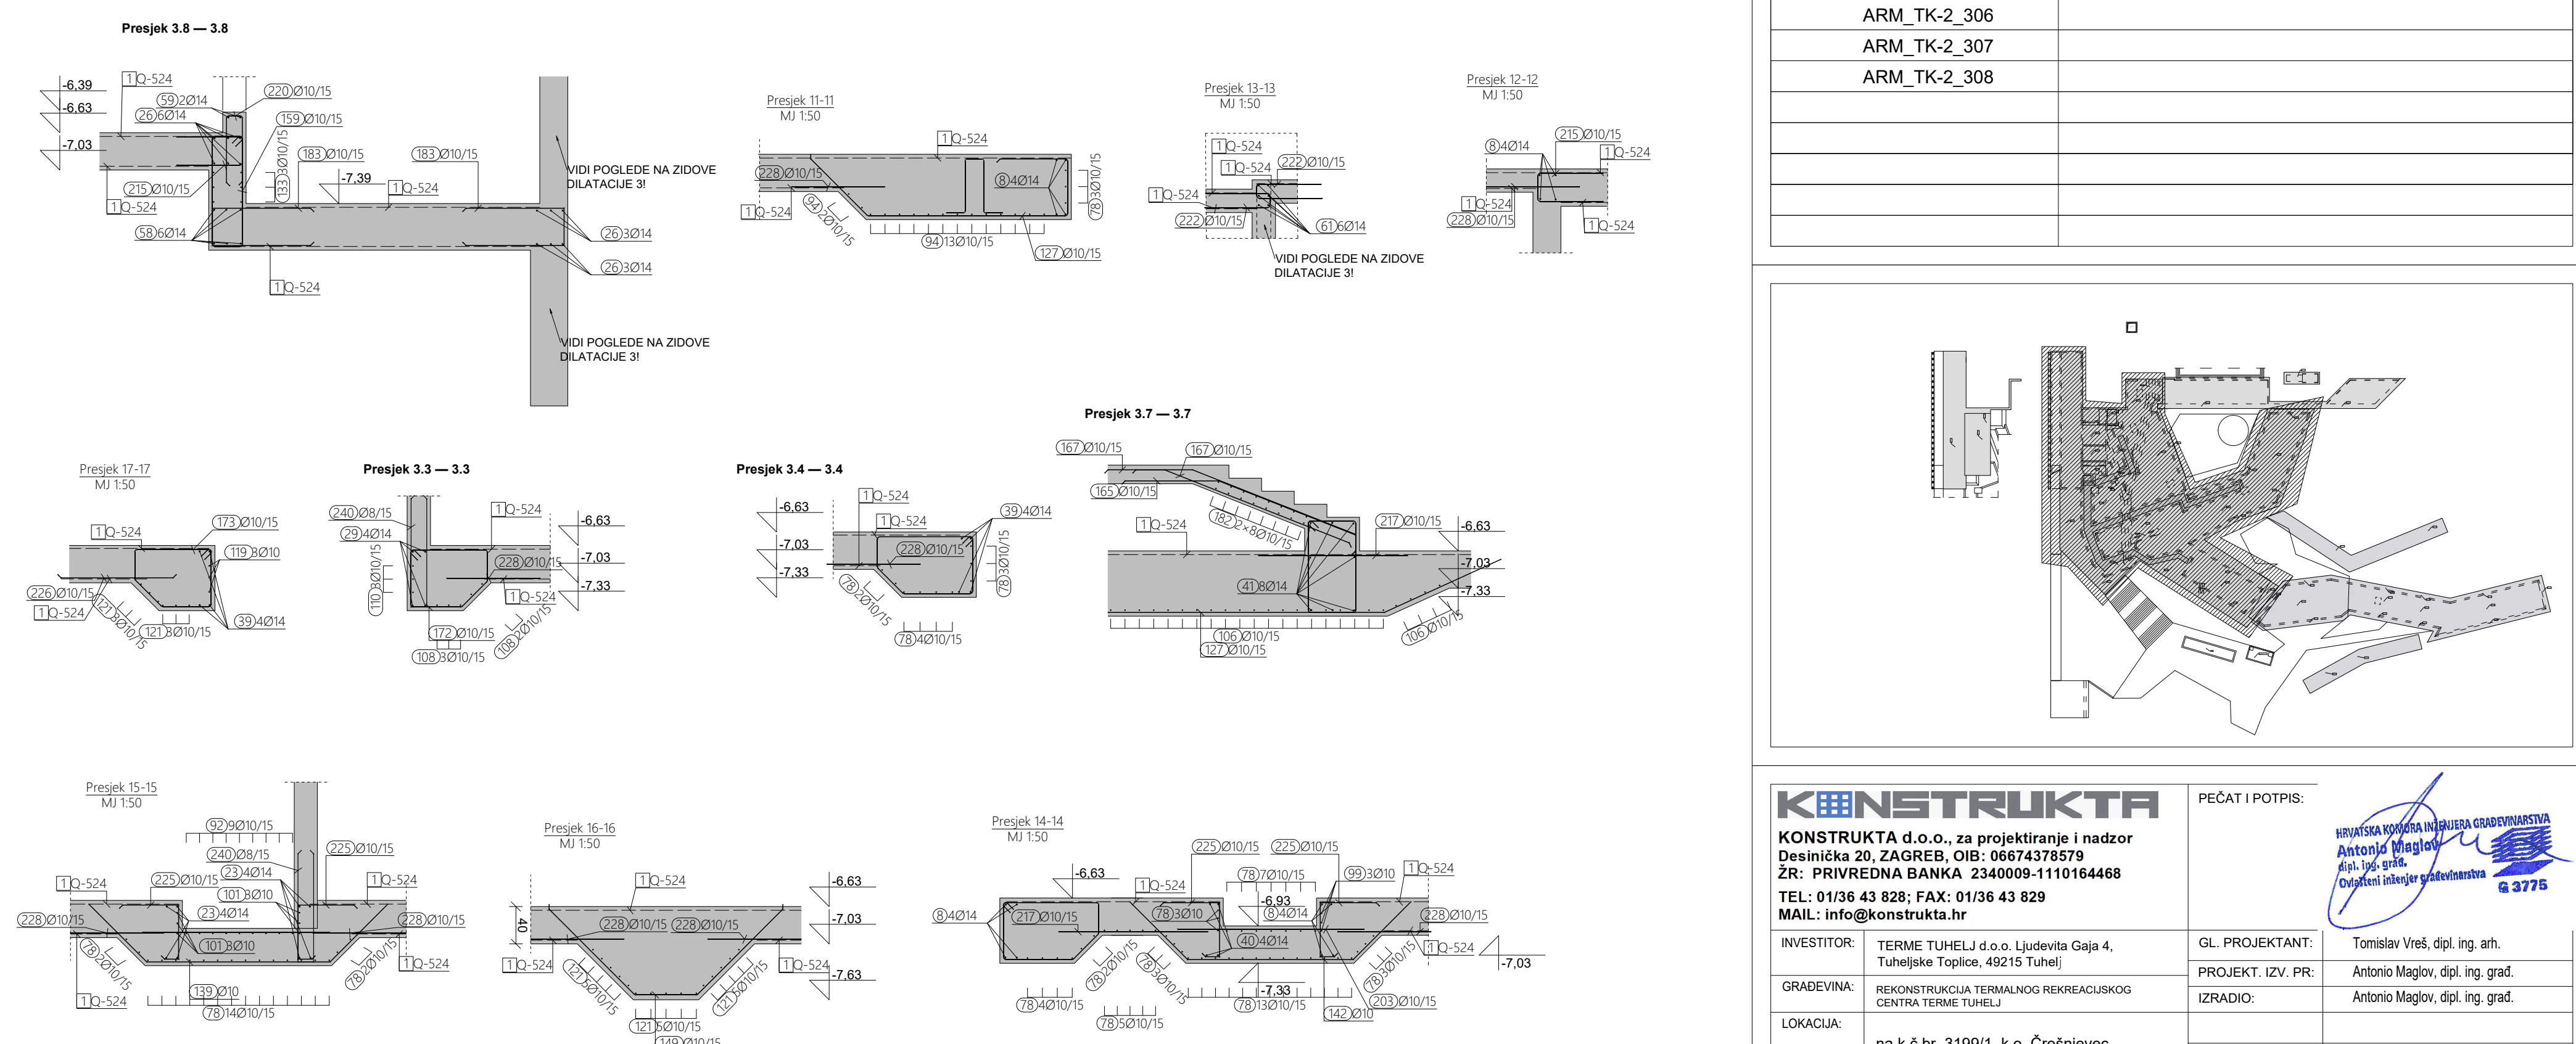 Presjek 3.8 — 3.8
-6,39
-6,63
-7,03
1 Q-524
59 2Ø14
26 6Ø14
220 Ø10/15
159 Ø10/15
133 3Ø10/15
183 Ø10/15
183 Ø10/15
-7,39
1 Q-524
215 Ø10/15
1 Q-524
58 6Ø14
26 3Ø14
26 3Ø14
1 Q-524
VIDI POGLEDE NA ZIDOVE
DILATACIJE 3!
VIDI POGLEDE NA ZIDOVE
DILATACIJE 3!
Presjek 11-11
MJ 1:50
1 Q-524
228 Ø10/15
1 Q-524
94 2Ø10/15
8 4Ø14
78 3Ø10/15
94 13Ø10/15
127 Ø10/15
Presjek 13-13
MJ 1:50
1 Q-524
1 Q-524
222 Ø10/15
1 Q-524
222 Ø10/15
61 6Ø14
VIDI POGLEDE NA ZIDOVE
DILATACIJE 3!
Presjek 12-12
MJ 1:50
8 4Ø14
215 Ø10/15
1 Q-524
1 Q-524
228 Ø10/15
1 Q-524
Presjek 17-17
MJ 1:50
1 Q-524
173 Ø10/15
119 3Ø10
226 Ø10/15
1 Q-524
121 3Ø10/15
121 3Ø10/15
39 4Ø14
Presjek 3.3 — 3.3
240 Ø8/15
29 4Ø14
1 Q-524
-6,63
-7,03
-7,33
110 3Ø10/15
228 Ø10/15
1 Q-524
172 Ø10/15
108 3Ø10/15
108 2Ø10/15
Presjek 3.4 — 3.4
-6,63
-7,03
-7,33
1 Q-524
1 Q-524
39 4Ø14
228 Ø10/15
78 2Ø10/15
78 3Ø10/15
78 4Ø10/15
Presjek 3.7 — 3.7
167 Ø10/15
167 Ø10/15
165 Ø10/15
1 Q-524
182 2×8Ø10/15
217 Ø10/15
-6,63
-7,03
-7,33
41 8Ø14
106 Ø10/15
127 Ø10/15
106 Ø10/15
Presjek 15-15
MJ 1:50
92 9Ø10/15
240 Ø8/15
23 4Ø14
225 Ø10/15
1 Q-524
225 Ø10/15
101 3Ø10
1 Q-524
228 Ø10/15
23 4Ø14
228 Ø10/15
78 2Ø10/15
101 3Ø10
78 2Ø10/15
1 Q-524
1 Q-524
139 Ø10
78 14Ø10/15
Presjek 16-16
MJ 1:50
1 Q-524
-6,63
-7,03
-7,63
40
228 Ø10/15
228 Ø10/15
1 Q-524
1 Q-524
121 5Ø10/15
121 5Ø10/15
121 5Ø10/15
149 Ø10/15
Presjek 14-14
MJ 1:50
225 Ø10/15
225 Ø10/15
-6,63
1 Q-524
78 7Ø10/15
99 3Ø10
1 Q-524
-6,93
8 4Ø14
217 Ø10/15
78 3Ø10
8 4Ø14
228 Ø10/15
40 4Ø14
1 Q-524
-7,03
78 2Ø10/15
78 3Ø10/15
78 3Ø10/15
-7,33
78 4Ø10/15
78 5Ø10/15
78 13Ø10/15
203 Ø10/15
142 Ø10
ARM_TK-2_306
ARM_TK-2_307
ARM_TK-2_308
KONSTRUKTA
KONSTRUKTA d.o.o., za projektiranje i nadzor
Desinička 20, ZAGREB, OIB: 06674378579
ŽR: PRIVREDNA BANKA 2340009-1110164468
TEL: 01/36 43 828; FAX: 01/36 43 829
MAIL: info@konstrukta.hr
PEČAT I POTPIS:
HRVATSKA KOMORA INŽENJERA GRAĐEVINARSTVA
Antonio Maglov
dipl. ing. građ.
Ovlašteni inženjer građevinarstva
G 3775
INVESTITOR:
TERME TUHELJ d.o.o. Ljudevita Gaja 4,
Tuheljske Toplice, 49215 Tuhelj
GL. PROJEKTANT:
Tomislav Vreš, dipl. ing. arh.
PROJEKT. IZV. PR:
Antonio Maglov, dipl. ing. građ.
GRAĐEVINA:
REKONSTRUKCIJA TERMALNOG REKREACIJSKOG
CENTRA TERME TUHELJ
IZRADIO:
Antonio Maglov, dipl. ing. građ.
LOKACIJA:
na k.č.br. 3199/1, k.o. Črešnjevec